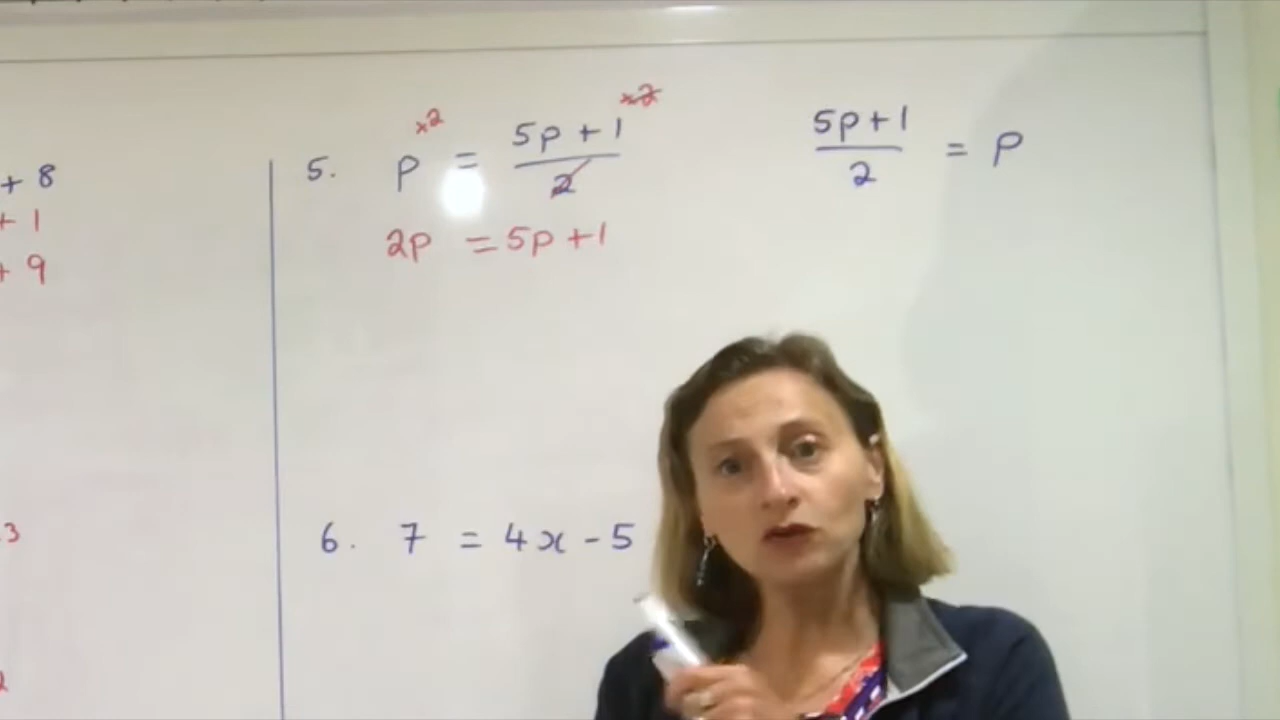 + 8
+ 1
+ 9
3
2
5. p = (5p + 1)/2 ×2 ×2
2p = 5p + 1
6. 7 = 4x - 5
(5p + 1)/2 = p